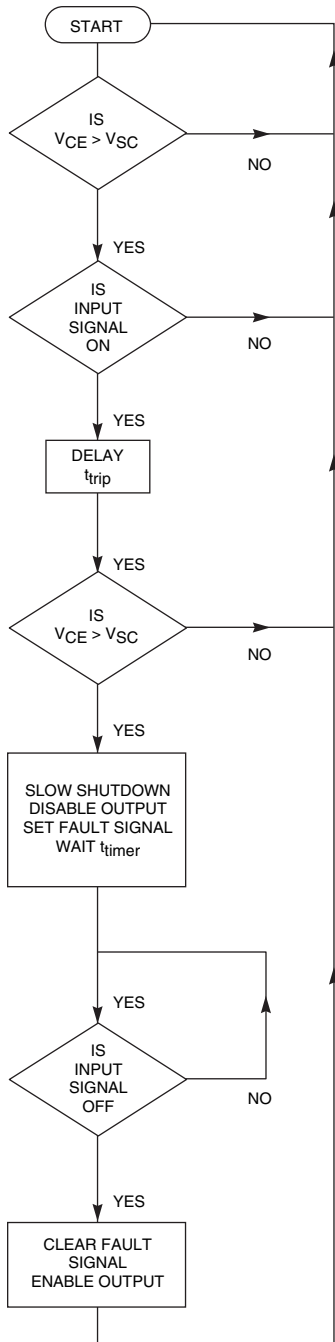 START
IS
VCE > VSC
NO
YES
IS
INPUT
SIGNAL
ON
NO
YES
DELAY
ttrip
YES
IS
VCE > VSC
NO
YES
SLOW SHUTDOWN
DISABLE OUTPUT
SET FAULT SIGNAL
WAIT ttimer
YES
IS
INPUT
SIGNAL
OFF
NO
YES
CLEAR FAULT
SIGNAL
ENABLE OUTPUT